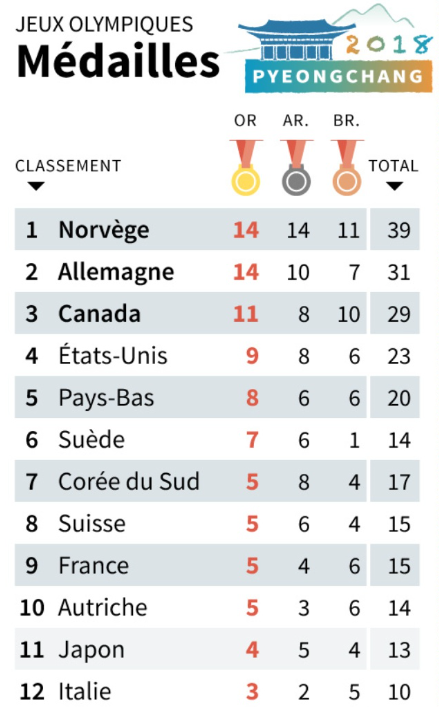 JEUX OLYMPIQUES
Médailles
2018
PYEONGCHANG
OR AR. BR.
CLASSEMENT TOTAL
1 Norvège 14 14 11 39
2 Allemagne 14 10 7 31
3 Canada 11 8 10 29
4 États-Unis 9 8 6 23
5 Pays-Bas 8 6 6 20
6 Suède 7 6 1 14
7 Corée du Sud 5 8 4 17
8 Suisse 5 6 4 15
9 France 5 4 6 15
10 Autriche 5 3 6 14
11 Japon 4 5 4 13
12 Italie 3 2 5 10